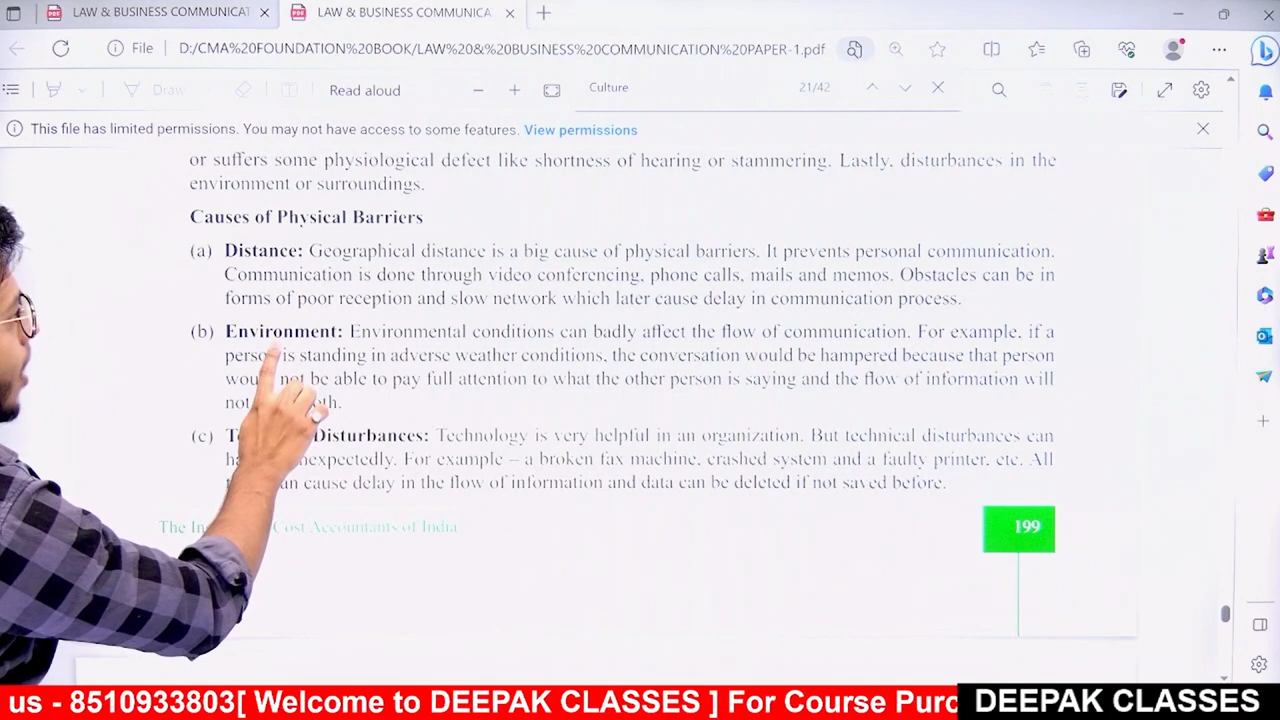 LAW & BUSINESS COMMUNICAT
LAW & BUSINESS COMMUNICA
File
D:/CMA%20FOUNDATION%20BOOK/LAW%20&%20BUSINESS%20COMMUNICATION%20PAPER-1.pdf
Draw
Read aloud
Culture
21/42
This file has limited permissions. You may not have access to some features. View permissions
or suffers some physiological defect like shortness of hearing or stammering. Lastly, disturbances in the
environment or surroundings.
Causes of Physical Barriers
(a) Distance: Geographical distance is a big cause of physical barriers. It prevents personal communication.
Communication is done through video conferencing, phone calls, mails and memos. Obstacles can be in
forms of poor reception and slow network which later cause delay in communication process.
(b) Environment: Environmental conditions can badly affect the flow of communication. For example, if a
person is standing in adverse weather conditions, the conversation would be hampered because that person
not be able to pay full attention to what the other person is saying and the flow of information will
not
(c) Disturbances: Technology is very helpful in an organization. But technical disturbances can
For example – a broken fax machine, crashed system and a faulty printer, etc. All
cause delay in the flow of information and data can be deleted if not saved before.
The Cost Accountants of India
199
us - 8510933803[ Welcome to DEEPAK CLASSES ] For Course Purc
DEEPAK CLASSES